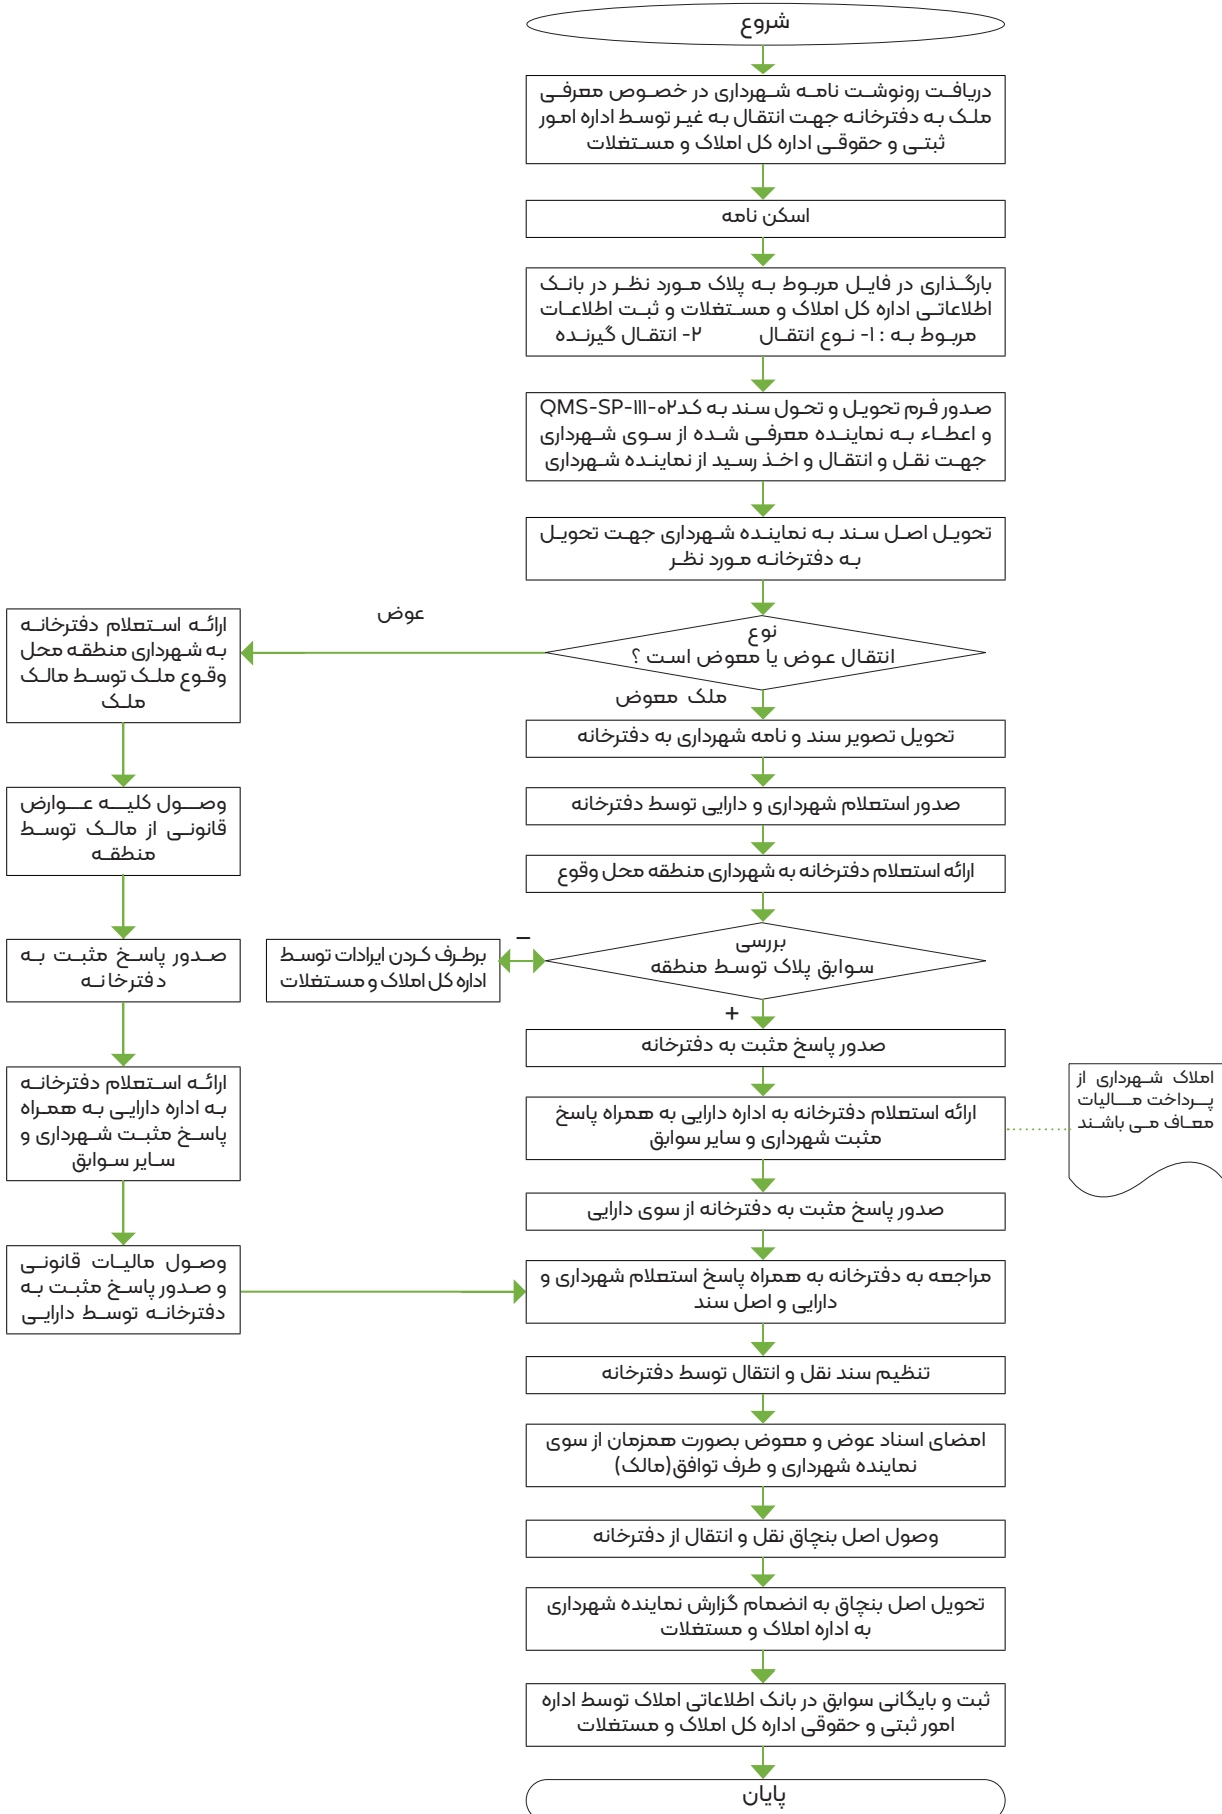 شروع
دریافت رونوشت نامه شهرداری در خصوص معرفی
ملک به دفترخانه جهت انتقال به غیر توسط اداره امور
ثبتی و حقوقی اداره کل املاک و مستغلات
اسکن نامه
بارگذاری در فایل مربوط به پلاک مورد نظر در بانک
اطلاعاتی اداره کل املاک و مستغلات و ثبت اطلاعات
مربوط به : ۱- نوع انتقال ۲- انتقال گیرنده
صدور فرم تحویل و تحول سند به کد QMS-SP-111-02
و اعطاء به نماینده معرفی شده از سوی شهرداری
جهت نقل و انتقال و اخذ رسید از نماینده شهرداری
تحویل اصل سند به نماینده شهرداری جهت تحویل
به دفترخانه مورد نظر
نوع
انتقال عوض یا معوض است ؟
عوض
ملک معوض
ارائه استعلام دفترخانه
به شهرداری منطقه محل
وقوع ملک توسط مالک
ملک
وصول کلیه عوارض
قانونی از مالک توسط
منطقه
صدور پاسخ مثبت به
دفترخانه
ارائه استعلام دفترخانه
به اداره دارایی به همراه
پاسخ مثبت شهرداری و
سایر سوابق
وصول مالیات قانونی
و صدور پاسخ مثبت به
دفترخانه توسط دارایی
تحویل تصویر سند و نامه شهرداری به دفترخانه
صدور استعلام شهرداری و دارایی توسط دفترخانه
ارائه استعلام دفترخانه به شهرداری منطقه محل وقوع
بررسی
سوابق پلاک توسط منطقه
–
برطرف کردن ایرادات توسط
اداره کل املاک و مستغلات
+
صدور پاسخ مثبت به دفترخانه
ارائه استعلام دفترخانه به اداره دارایی به همراه پاسخ
مثبت شهرداری و سایر سوابق
املاک شهرداری از
پرداخت مالیات
معاف می باشند
صدور پاسخ مثبت به دفترخانه از سوی دارایی
مراجعه به دفترخانه به همراه پاسخ استعلام شهرداری و
دارایی و اصل سند
تنظیم سند نقل و انتقال توسط دفترخانه
امضای اسناد عوض و معوض بصورت همزمان از سوی
نماینده شهرداری و طرف توافق(مالک)
وصول اصل بنچاق نقل و انتقال از دفترخانه
تحویل اصل بنچاق به انضمام گزارش نماینده شهرداری
به اداره املاک و مستغلات
ثبت و بایگانی سوابق در بانک اطلاعاتی املاک توسط اداره
امور ثبتی و حقوقی اداره کل املاک و مستغلات
پایان